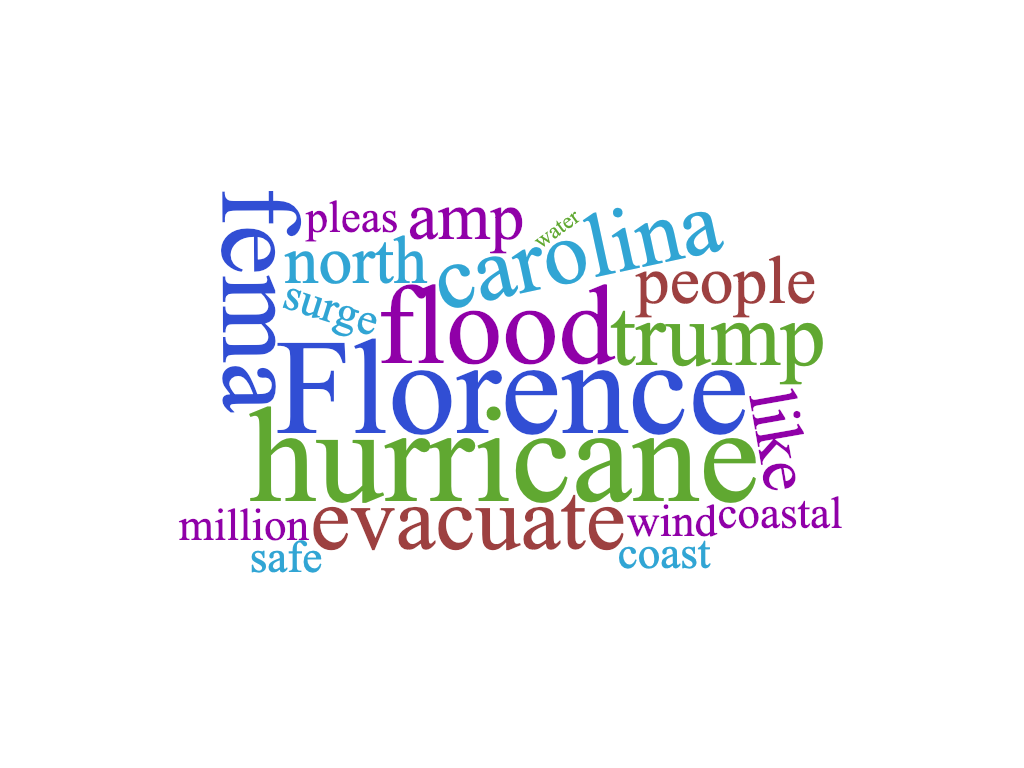 fema
pleas
amp
water
carolina
north
people
surge
flood
trump
Florence
like
hurricane
million
evacuate
wind
coastal
safe
coast